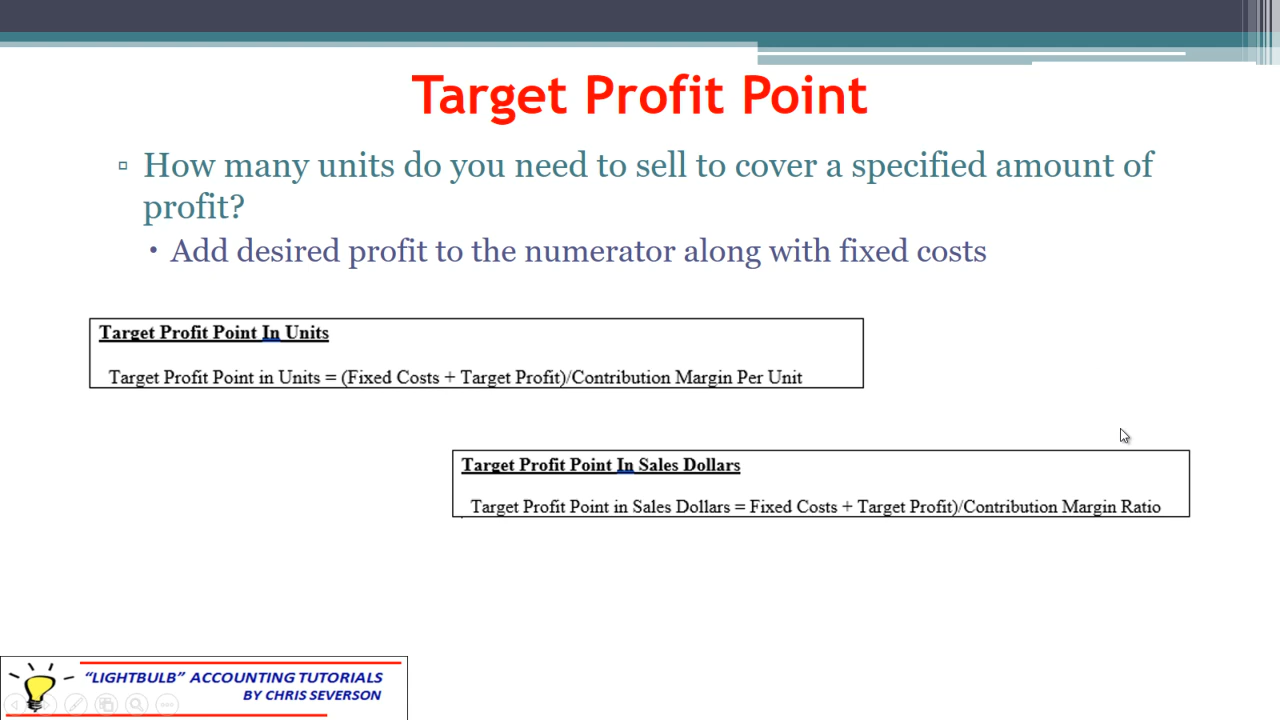 Target Profit Point
How many units do you need to sell to cover a specified amount of
profit?
Add desired profit to the numerator along with fixed costs
Target Profit Point In Units
Target Profit Point in Units = (Fixed Costs + Target Profit)/Contribution Margin Per Unit
Target Profit Point In Sales Dollars
Target Profit Point in Sales Dollars = Fixed Costs + Target Profit)/Contribution Margin Ratio
“LIGHTBULB” ACCOUNTING TUTORIALS
BY CHRIS SEVERSON